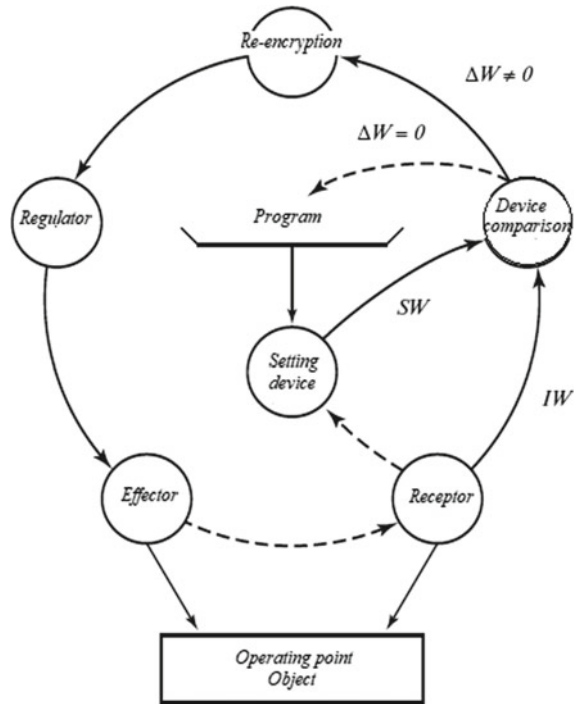 Re-encryption
ΔW ≠ 0
ΔW = 0
Regulator
Program
Device
comparison
SW
Setting
device
IW
Effector
Receptor
Operating point
Object